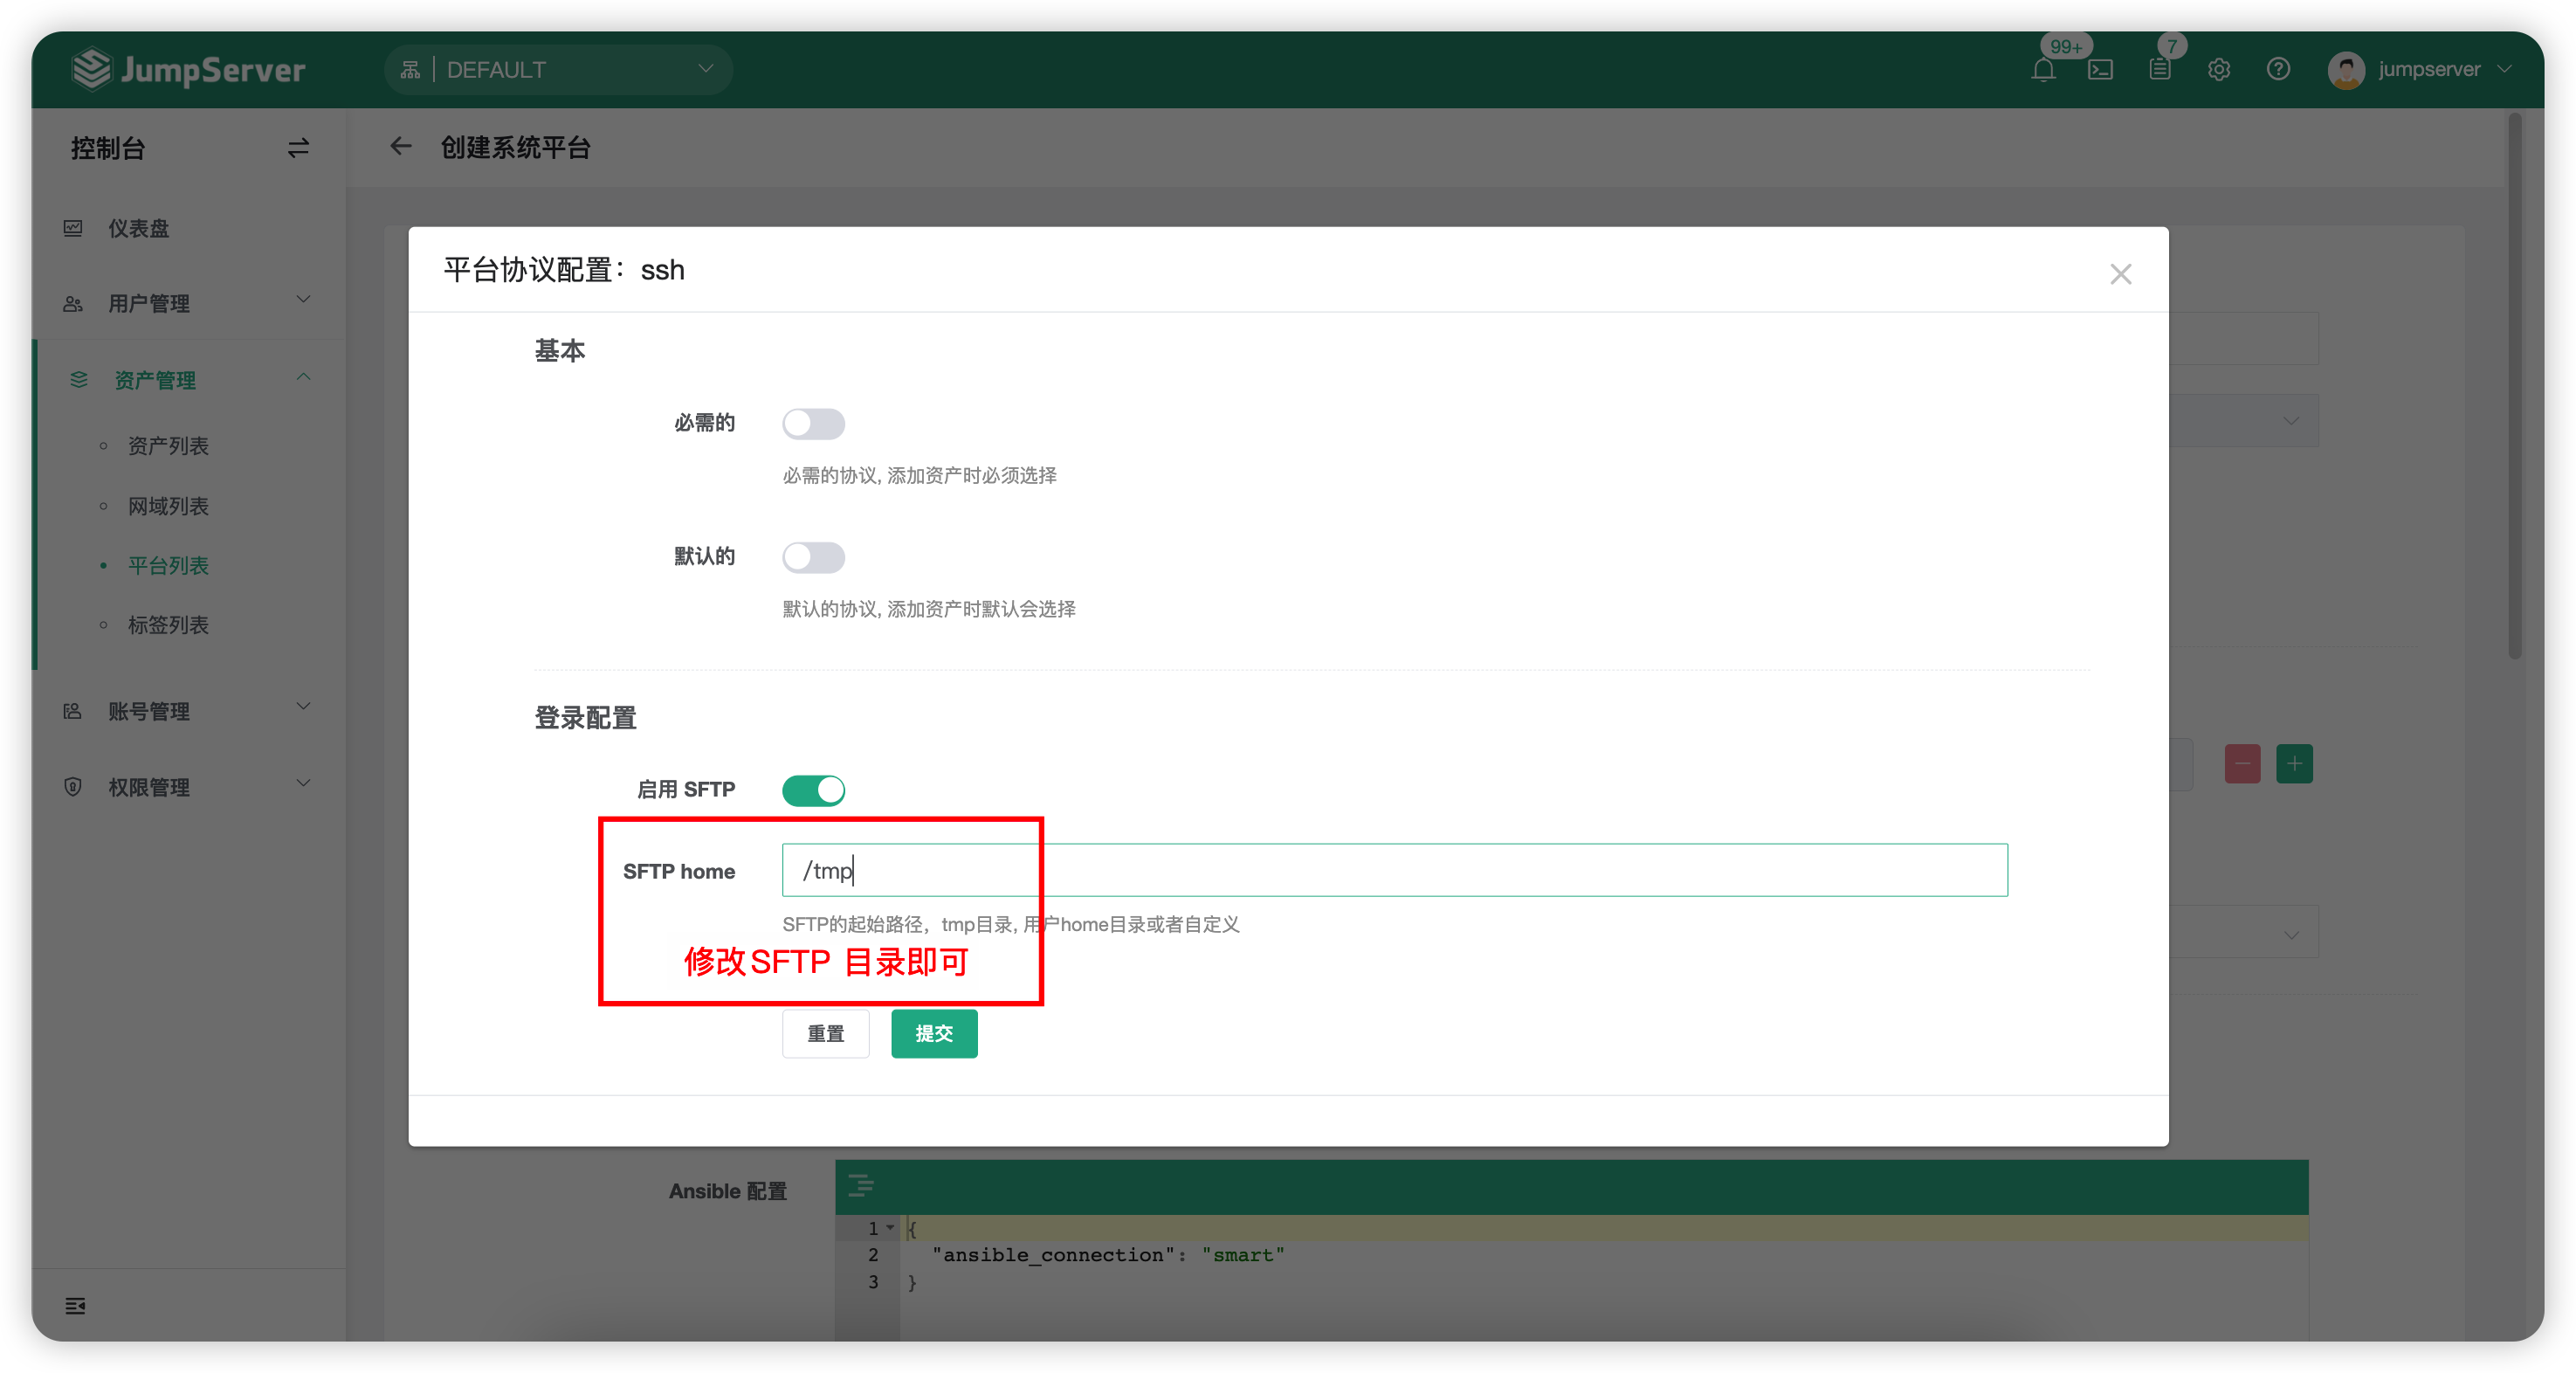 JumpServer
DEFAULT
99+
7
jumpserver
控制台
创建系统平台
仪表盘
用户管理
资产管理
资产列表
网域列表
平台列表
标签列表
账号管理
权限管理
平台协议配置：ssh
基本
必需的
必需的协议, 添加资产时必须选择
默认的
默认的协议, 添加资产时默认会选择
登录配置
启用 SFTP
SFTP home
/tmp
SFTP的起始路径，tmp目录, 用户home目录或者自定义
修改SFTP 目录即可
重置
提交
Ansible 配置
1 {
2 "ansible_connection": "smart"
3 }